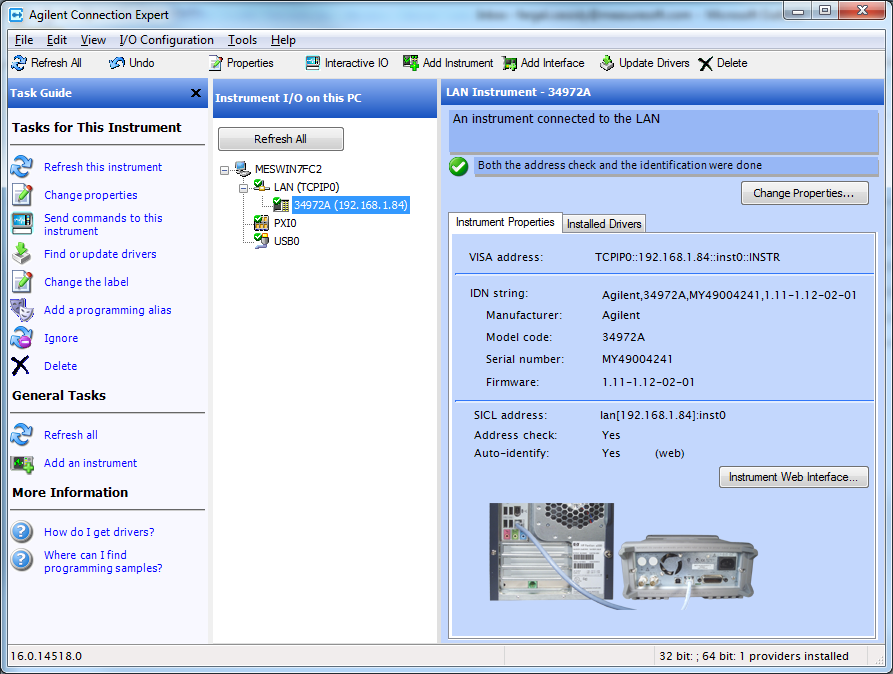 Agilent Connection Expert
File Edit View I/O Configuration Tools Help
Refresh All Undo Properties Interactive IO Add Instrument Add Interface Update Drivers Delete
Task Guide
Tasks for This Instrument
Refresh this instrument
Change properties
Send commands to this
instrument
Find or update drivers
Change the label
Add a programming alias
Ignore
Delete
General Tasks
Refresh all
Add an instrument
More Information
How do I get drivers?
Where can I find
programming samples?
Instrument I/O on this PC
Refresh All
MESWIN7FC2
LAN (TCPIP0)
34972A (192.168.1.84)
PXI0
USB0
LAN Instrument - 34972A
An instrument connected to the LAN
Both the address check and the identification were done
Change Properties...
Instrument Properties Installed Drivers
VISA address: TCPIP0::192.168.1.84::inst0::INSTR
IDN string: Agilent,34972A,MY49004241,1.11-1.12-02-01
Manufacturer: Agilent
Model code: 34972A
Serial number: MY49004241
Firmware: 1.11-1.12-02-01
SICL address: lan[192.168.1.84]:inst0
Address check: Yes
Auto-identify: Yes (web)
Instrument Web Interface...
16.0.14518.0
32 bit: ; 64 bit: 1 providers installed